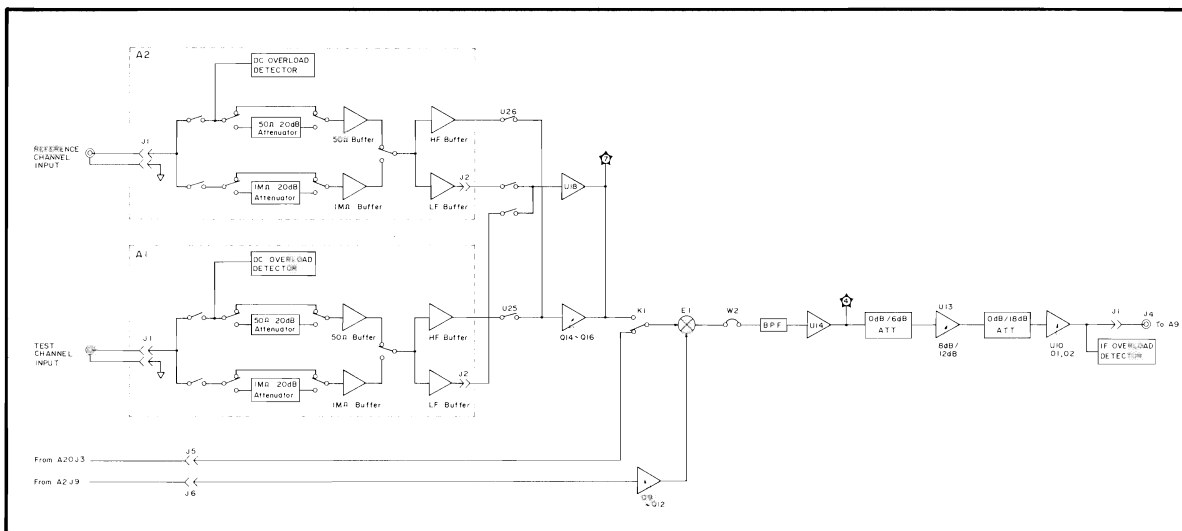 A2
DC OVERLOAD
DETECTOR
REFERENCE
CHANNEL
INPUT
J1
50Ω 20dB
Attenuator
50Ω Buffer
HF Buffer
U26
1MΩ 20dB
Attenuator
1MΩ Buffer
LF Buffer
J2
U18
7
A1
DC OVERLOAD
DETECTOR
TEST
CHANNEL
INPUT
J1
50Ω 20dB
Attenuator
50Ω Buffer
HF Buffer
U25
1MΩ 20dB
Attenuator
1MΩ Buffer
LF Buffer
J2
Q14~Q16
K1
E1
W2
BPF
U14
4
0dB/6dB
ATT
U13
8dB/
12dB
0dB/18dB
ATT
U10
Q1,Q2
J1
J4
To A9
IF OVERLOAD
DETECTOR
From A20J3
J5
From A2J9
J6
Q9
~Q12